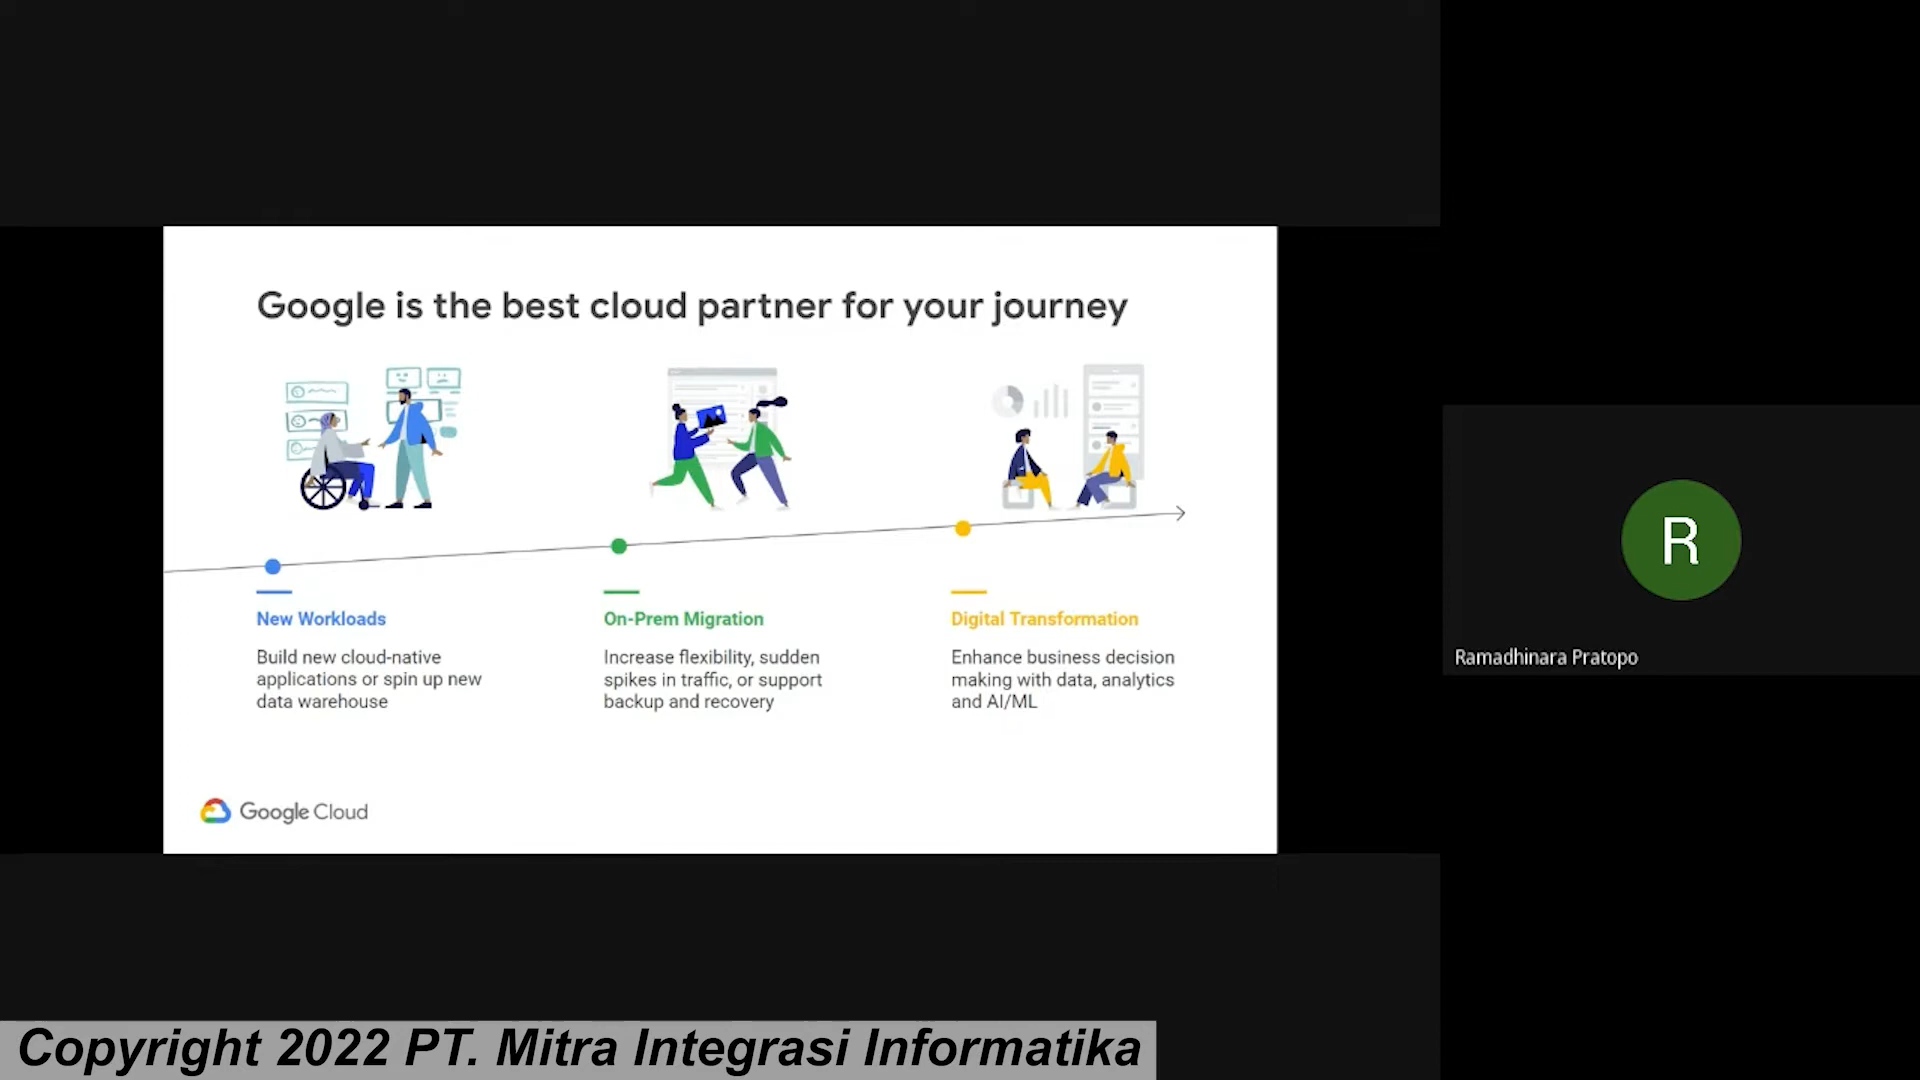 Google is the best cloud partner for your journey
New Workloads
Build new cloud-native
applications or spin up new
data warehouse
On-Prem Migration
Increase flexibility, sudden
spikes in traffic, or support
backup and recovery
Digital Transformation
Enhance business decision
making with data, analytics
and AI/ML
Google Cloud
R
Ramadhinara Pratopo
Copyright 2022 PT. Mitra Integrasi Informatika